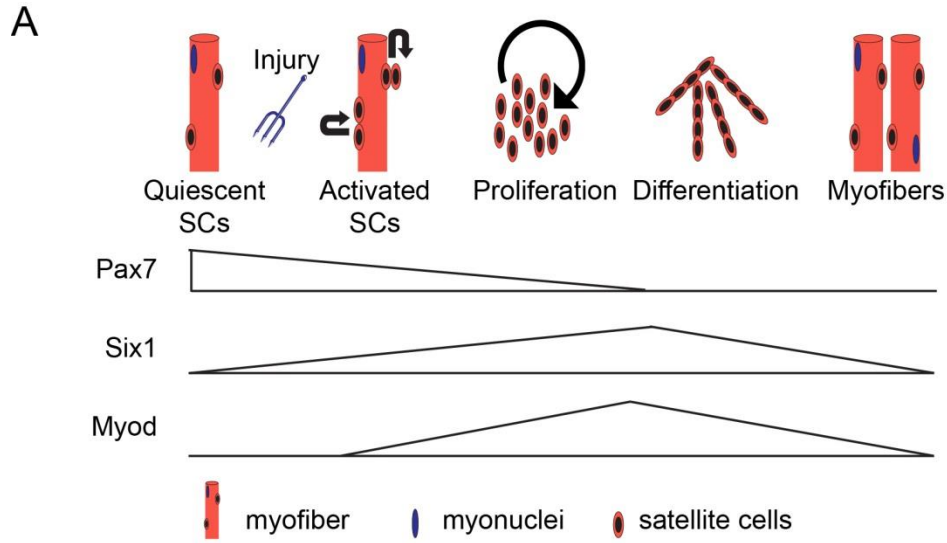 A
Injury
Quiescent
SCs
Activated
SCs
Proliferation
Differentiation
Myofibers
Pax7
Six1
Myod
myofiber
myonuclei
satellite cells